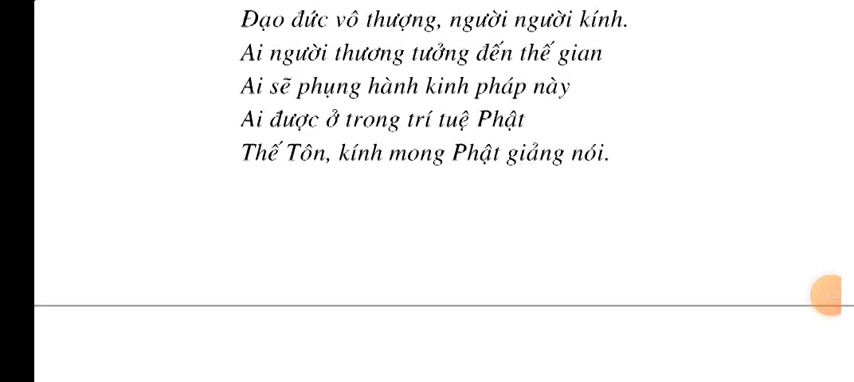 Đạo đức vô thượng, người người kính.
Ai người thương tưởng đến thế gian
Ai sẽ phụng hành kinh pháp này
Ai được ở trong trí tuệ Phật
Thế Tôn, kính mong Phật giảng nói.